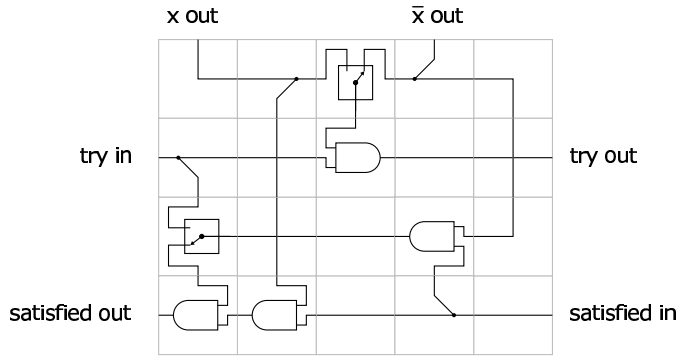 x out
x̅ out
try in
try out
satisfied out
satisfied in